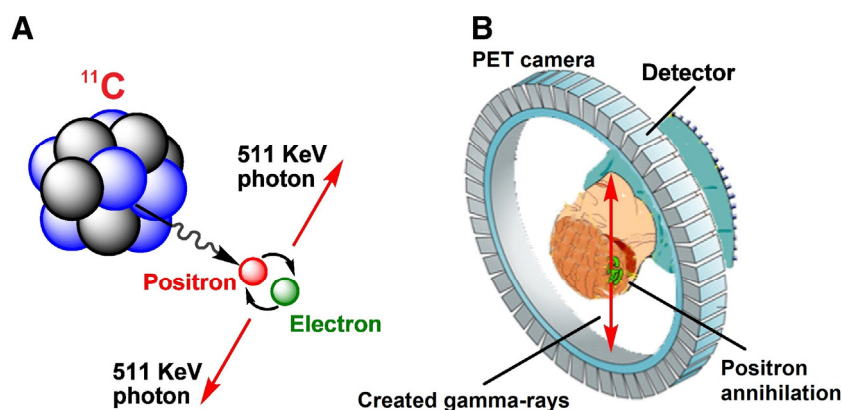 A
¹¹C
511 KeV
photon
Positron
Electron
511 KeV
photon
B
PET camera
Detector
Created gamma-rays
Positron
annihilation